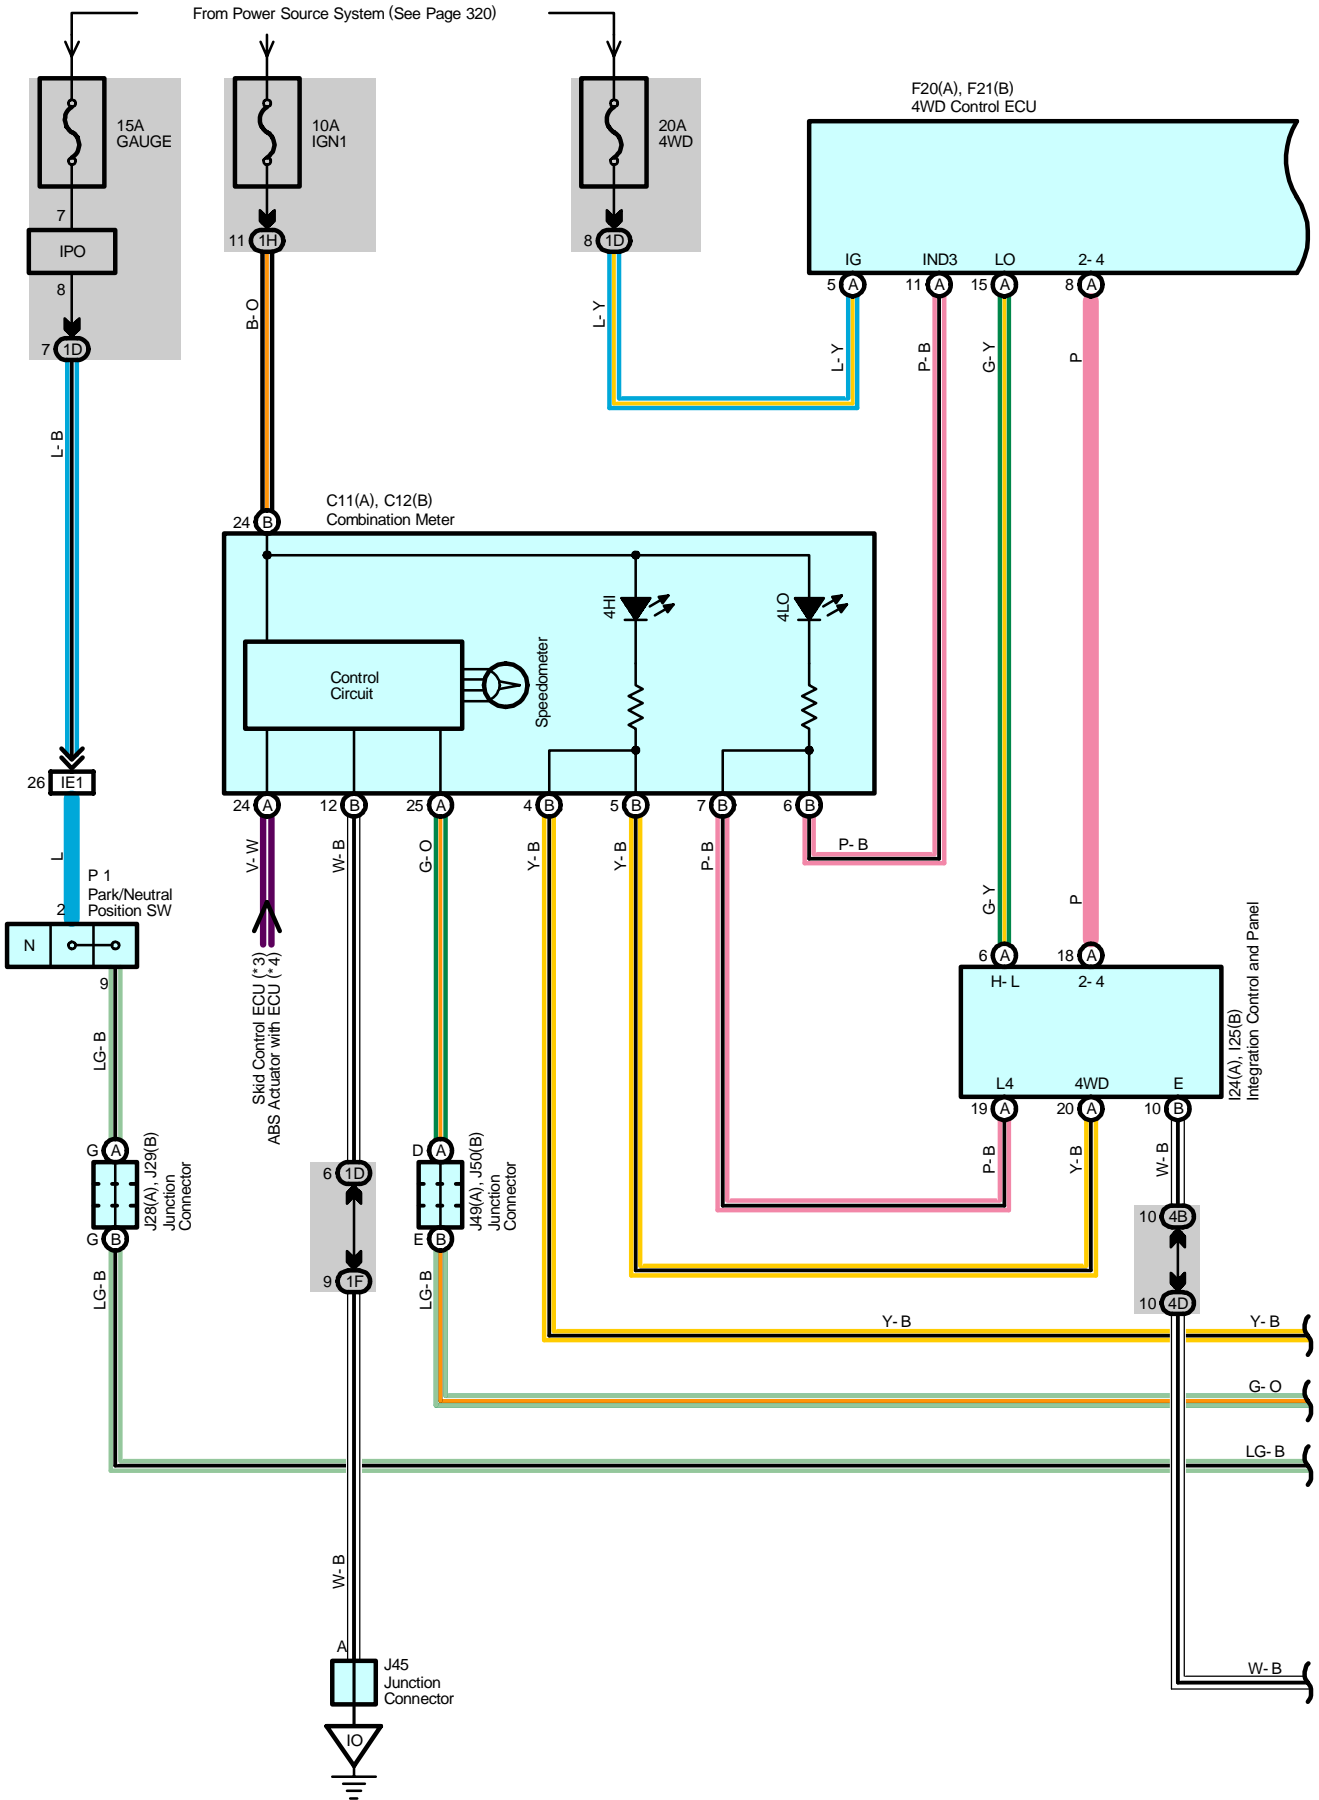 From Power Source System (See Page 320)
15A
GAUGE
10A
IGN1
20A
4WD
F20(A), F21(B)
4WD Control ECU
7
IPO
8
11 1H
8 1D
IG
IND3
LO
2- 4
5 A
11 A
15 A
8 A
7 1D
B- O
L- Y
L- Y
P- B
G- Y
P
L- B
C11(A), C12(B)
Combination Meter
24 B
4HI
4LO
Control
Circuit
Speedometer
26 IE1
24 A
12 B
25 A
4 B
5 B
7 B
6 B
L
V- W
W- B
G- O
Y- B
Y- B
P- B
P- B
P 1
Park/Neutral
Position SW
2
N
9
G- Y
P
6 A
18 A
H- L
2- 4
I24(A), I25(B)
Integration Control and Panel
Skid Control ECU (*3)
ABS Actuator with ECU (*4)
LG- B
L4
4WD
E
19 A
20 A
10 B
P- B
Y- B
W- B
G A
J28(A), J29(B)
Junction
Connector
G B
6 1D
9 1F
D A
J49(A), J50(B)
Junction
Connector
E B
10 4B
10 4D
LG- B
LG- B
Y- B
Y- B
G- O
LG- B
W- B
A
J45
Junction
Connector
IO
W- B